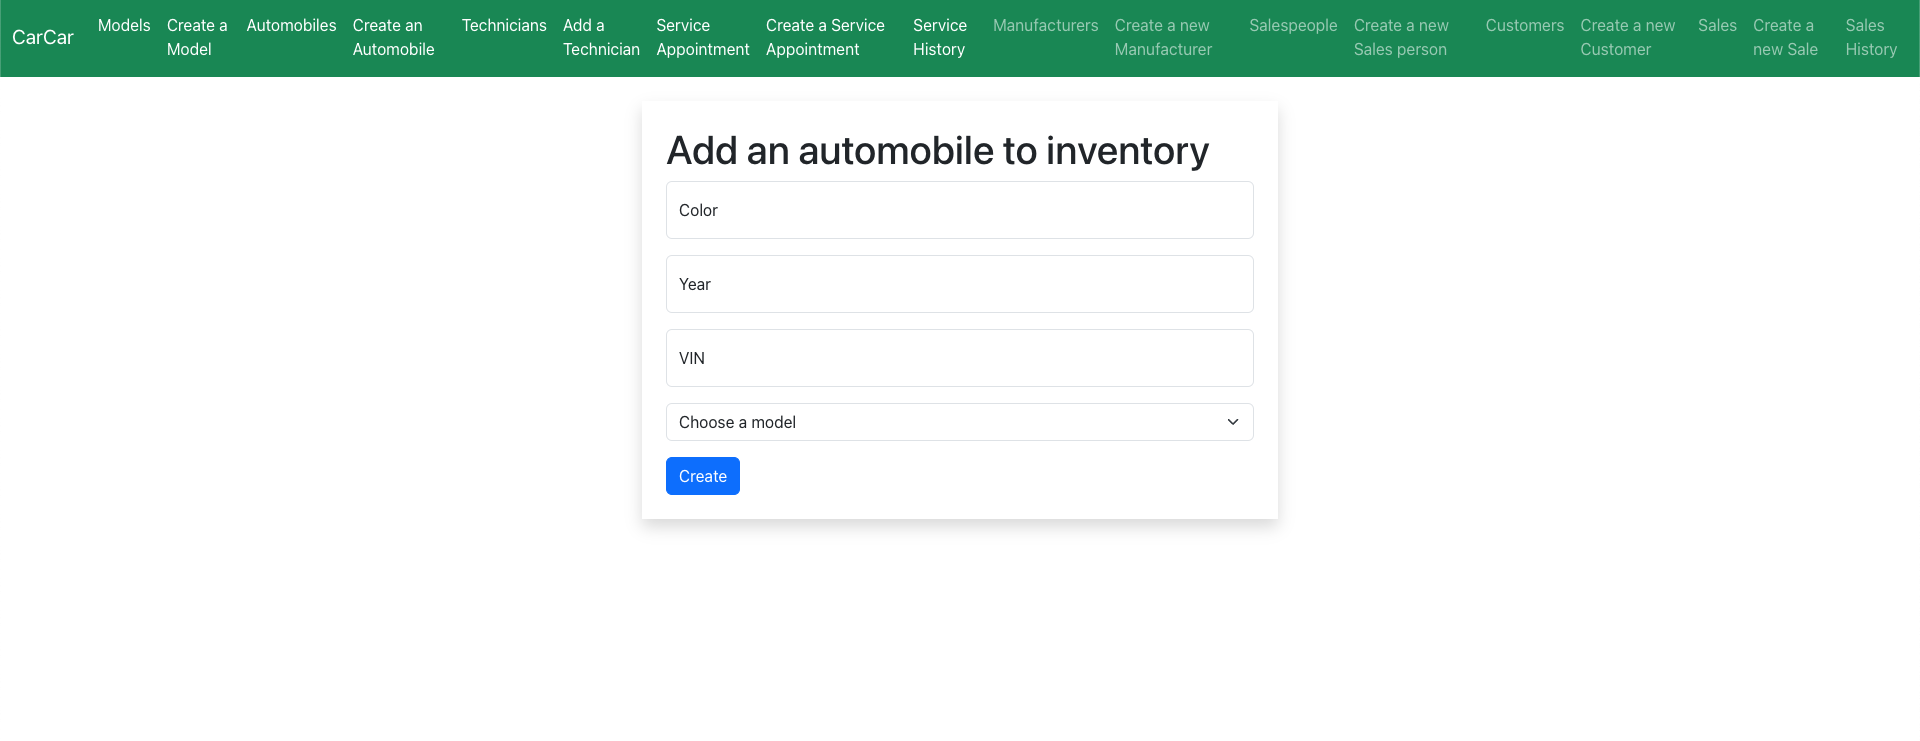 CarCar
Models
Create a
Model
Automobiles
Create an
Automobile
Technicians
Add a
Technician
Service
Appointment
Create a Service
Appointment
Service
History
Manufacturers
Create a new
Manufacturer
Salespeople
Create a new
Sales person
Customers
Create a new
Customer
Sales
Create a
new Sale
Sales
History
Add an automobile to inventory
Color
Year
VIN
Choose a model
Create